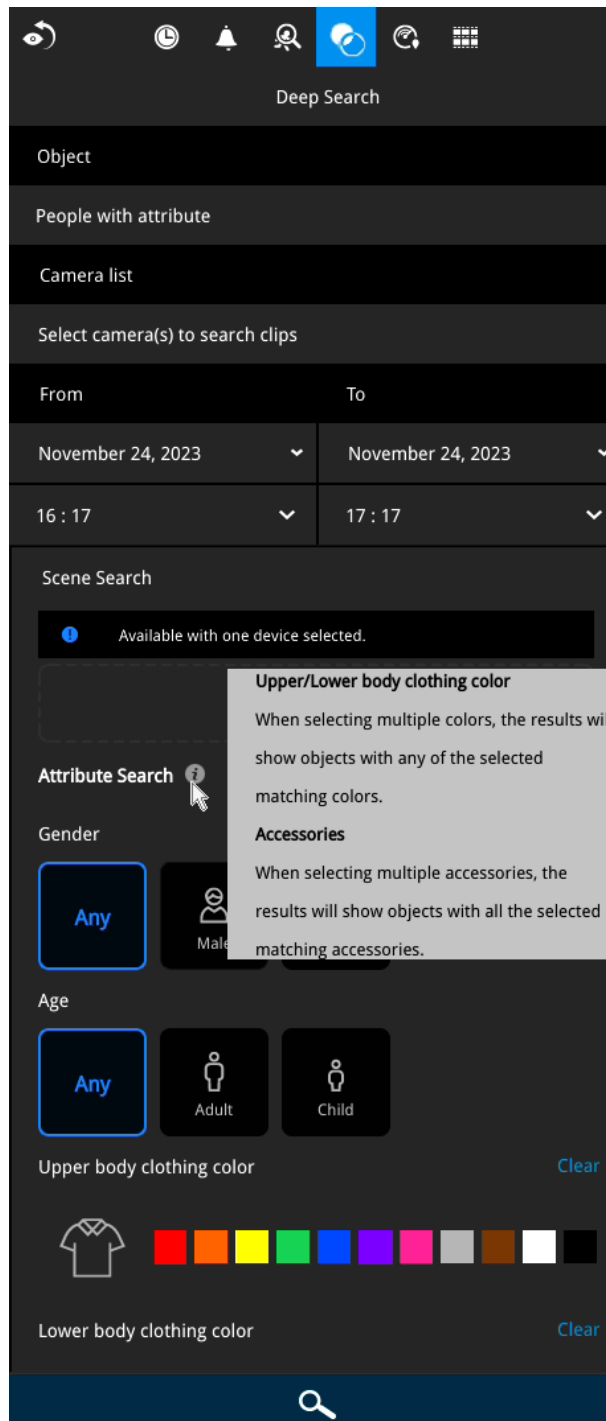 Deep Search
Object
People with attribute
Camera list
Select camera(s) to search clips
From To
November 24, 2023 November 24, 2023
16 : 17 17 : 17
Scene Search
Available with one device selected.
Upper/Lower body clothing color
When selecting multiple colors, the results wil
show objects with any of the selected
matching colors.
Attribute Search
Accessories
When selecting multiple accessories, the
results will show objects with all the selected
matching accessories.
Gender
Any Male
Age
Any Adult Child
Upper body clothing color Clear
Lower body clothing color Clear